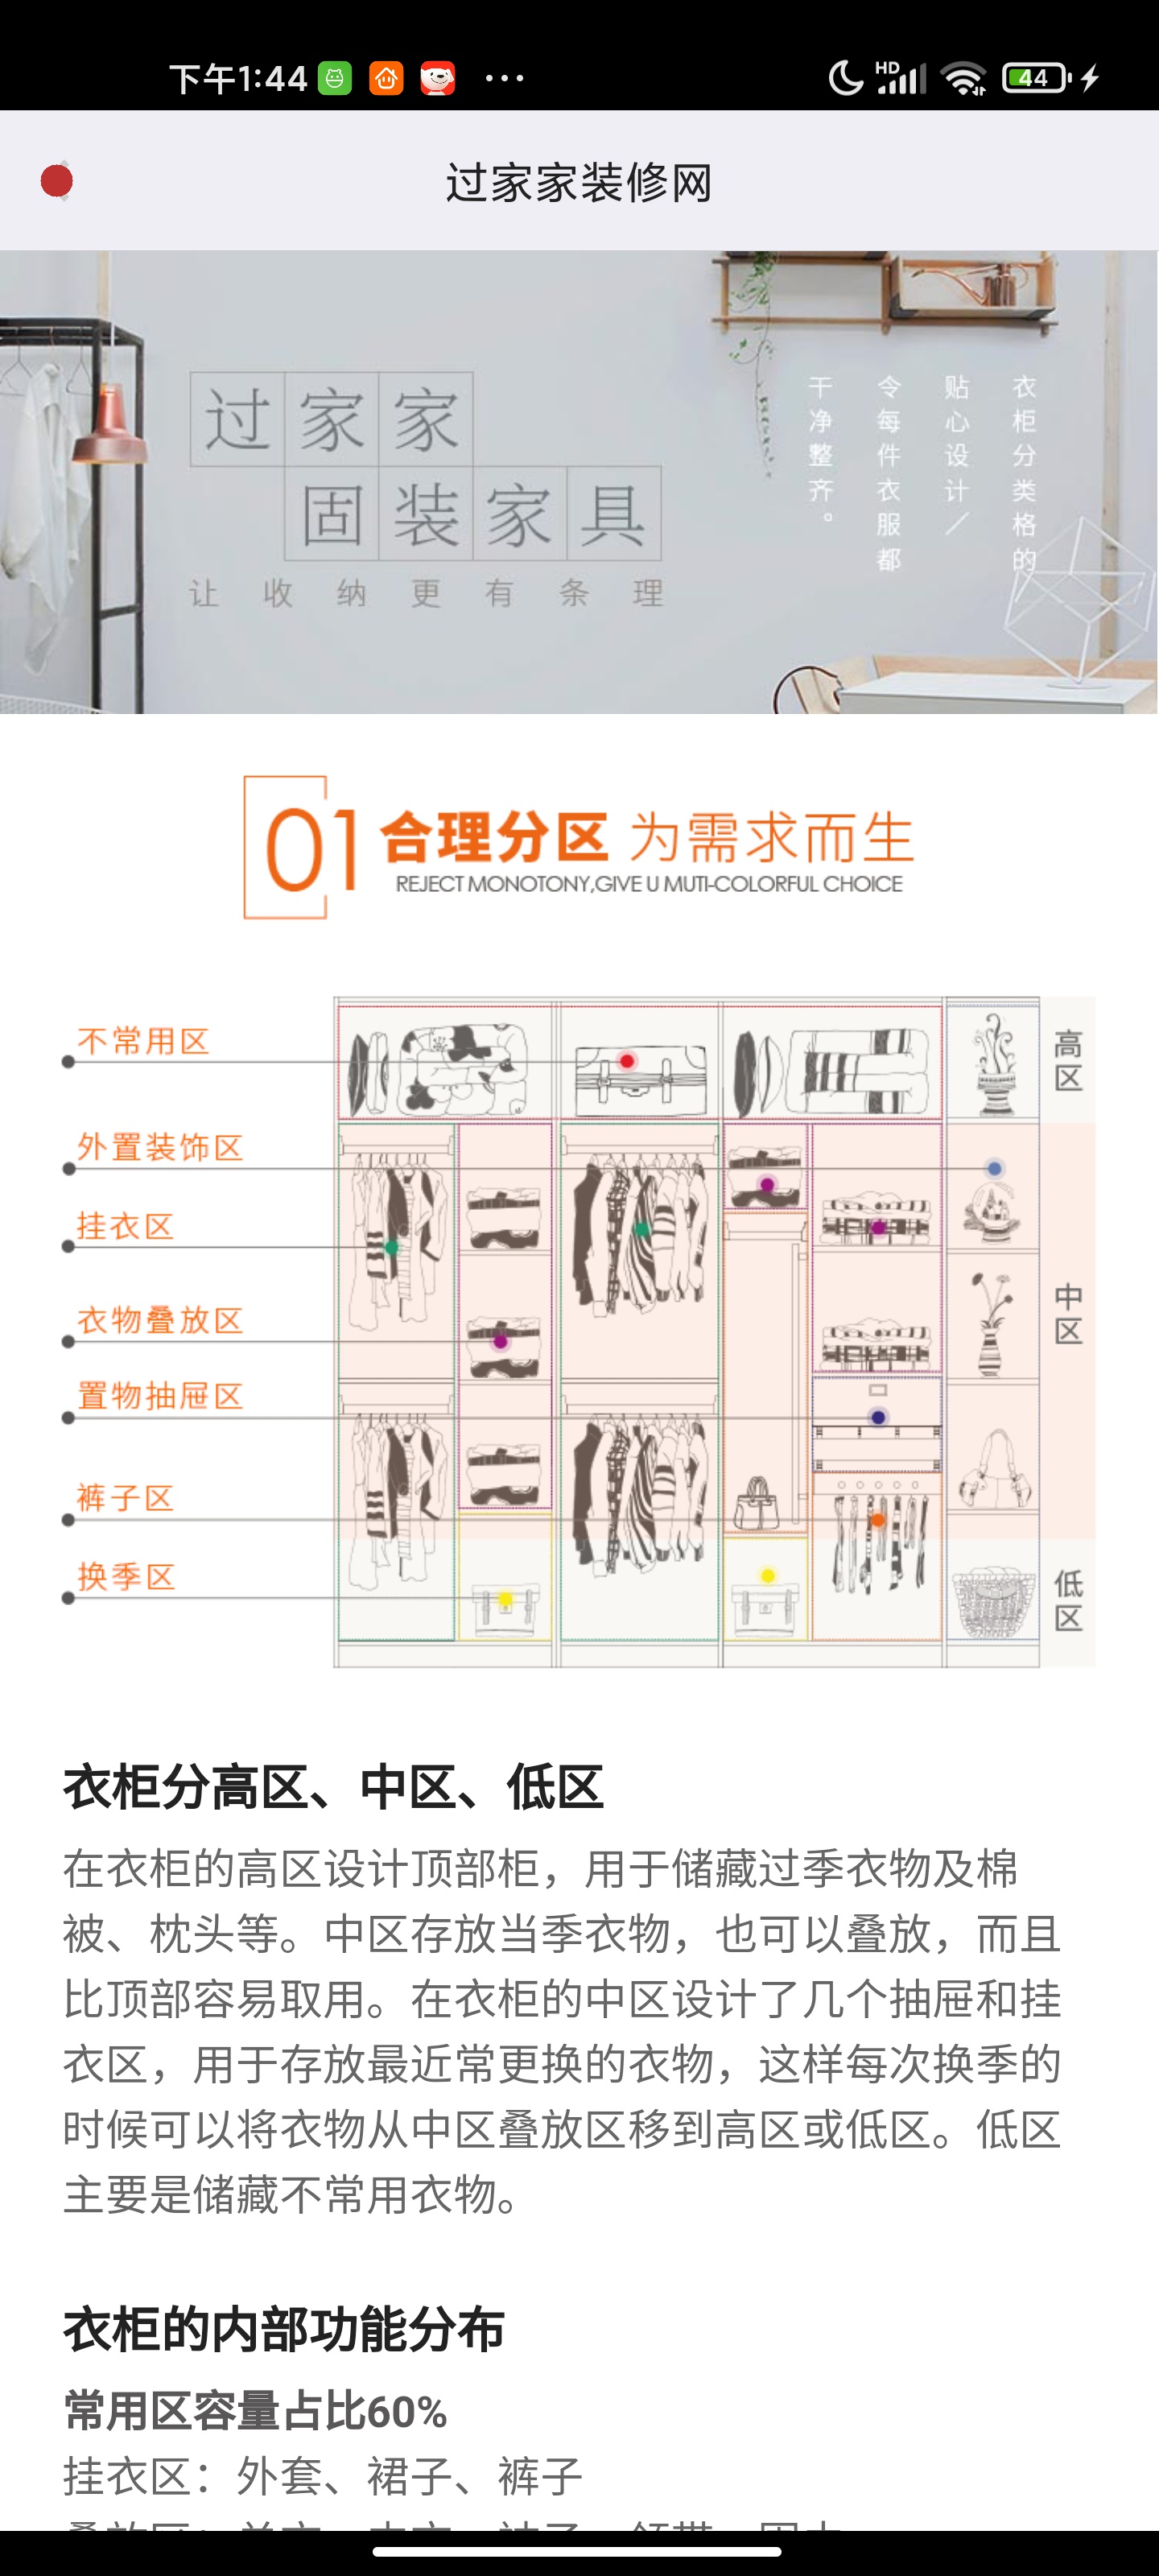 下午1:44
HD
44
过家家装修网
过家家
固装家具
让收纳更有条理
衣柜分类格的
贴心设计／
令每件衣服都
干净整齐。
01 合理分区 为需求而生
REJECT MONOTONY,GIVE U MUTI-COLORFUL CHOICE
不常用区
外置装饰区
挂衣区
衣物叠放区
置物抽屉区
裤子区
换季区
高区
中区
低区
衣柜分高区、中区、低区
在衣柜的高区设计顶部柜，用于储藏过季衣物及棉
被、枕头等。中区存放当季衣物，也可以叠放，而且
比顶部容易取用。在衣柜的中区设计了几个抽屉和挂
衣区，用于存放最近常更换的衣物，这样每次换季的
时候可以将衣物从中区叠放区移到高区或低区。低区
主要是储藏不常用衣物。
衣柜的内部功能分布
常用区容量占比60%
挂衣区：外套、裙子、裤子